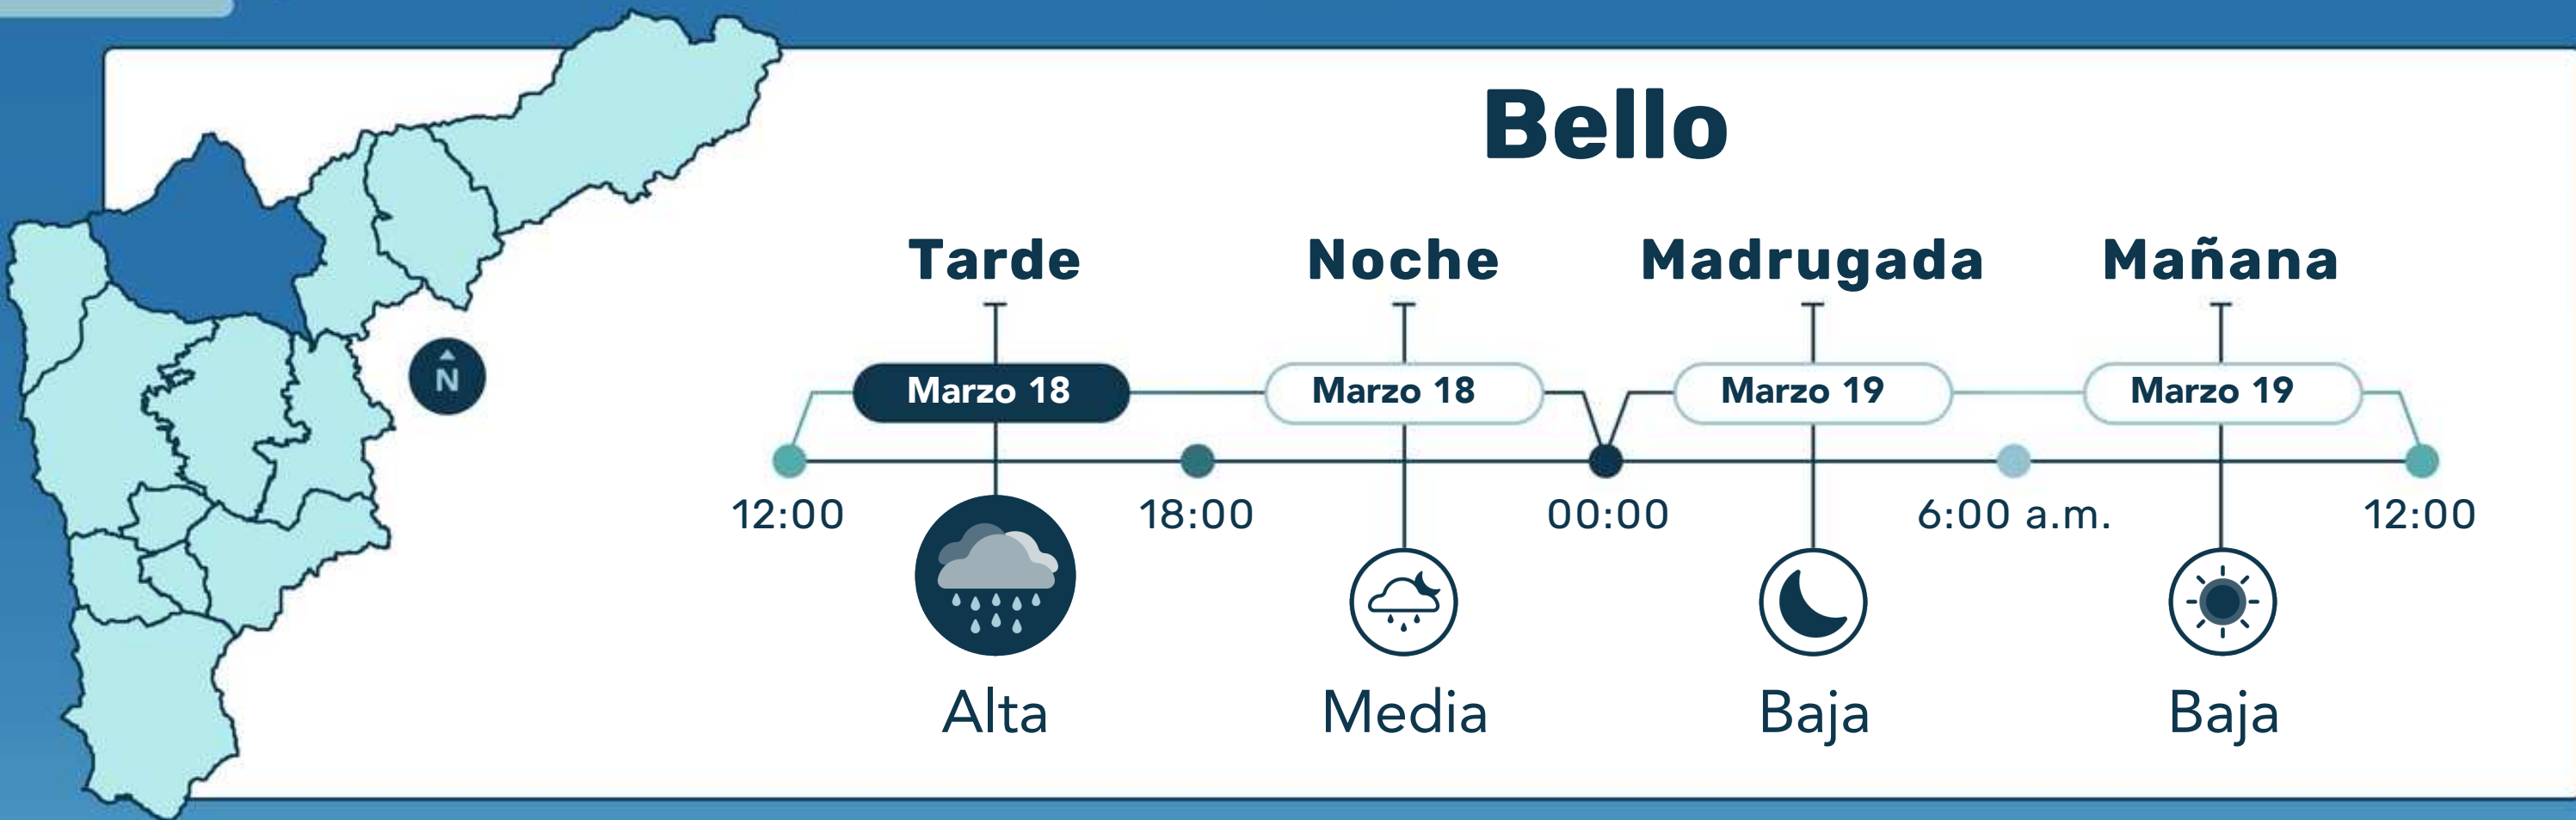 Bello
Tarde Noche Madrugada Mañana
N
Marzo 18 Marzo 18 Marzo 19 Marzo 19
12:00 18:00 00:00 6:00 a.m. 12:00
Alta Media Baja Baja